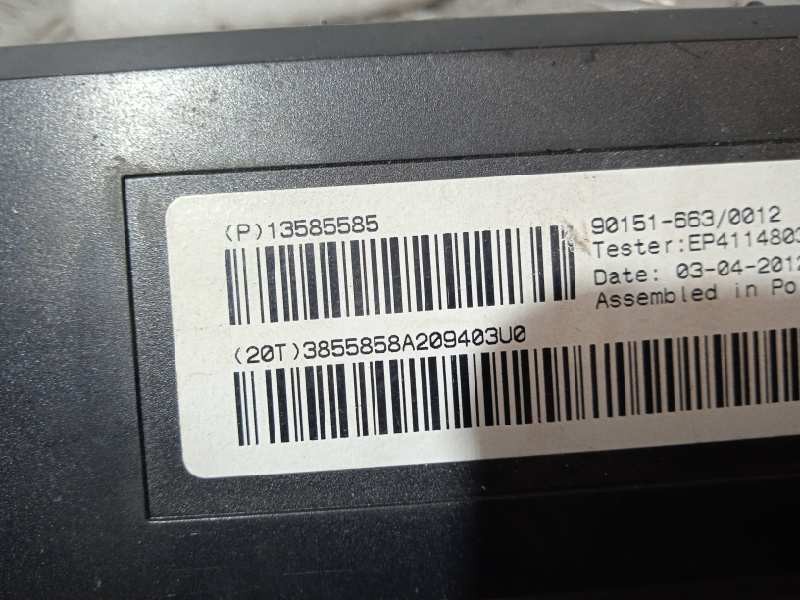 (P)13585585
90151-663/0012
Tester:EP4114803
Date: 03-04-2012
Assembled in Po
(20T)3855858A209403U0